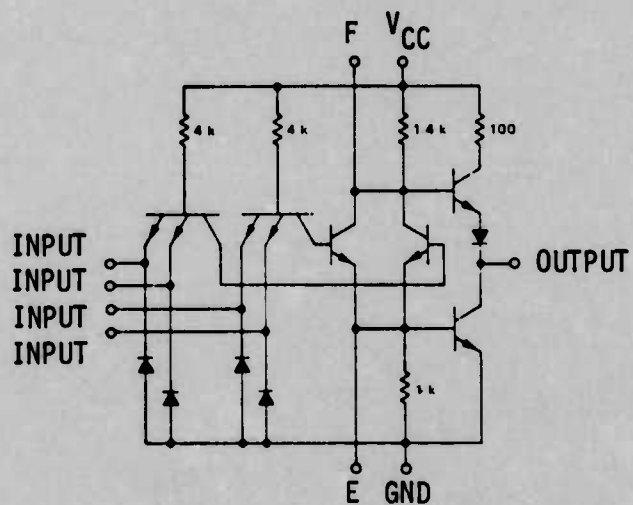 F VCC
4k 4k 1.4k 100
INPUT
INPUT OUTPUT
INPUT
INPUT
1k
E GND